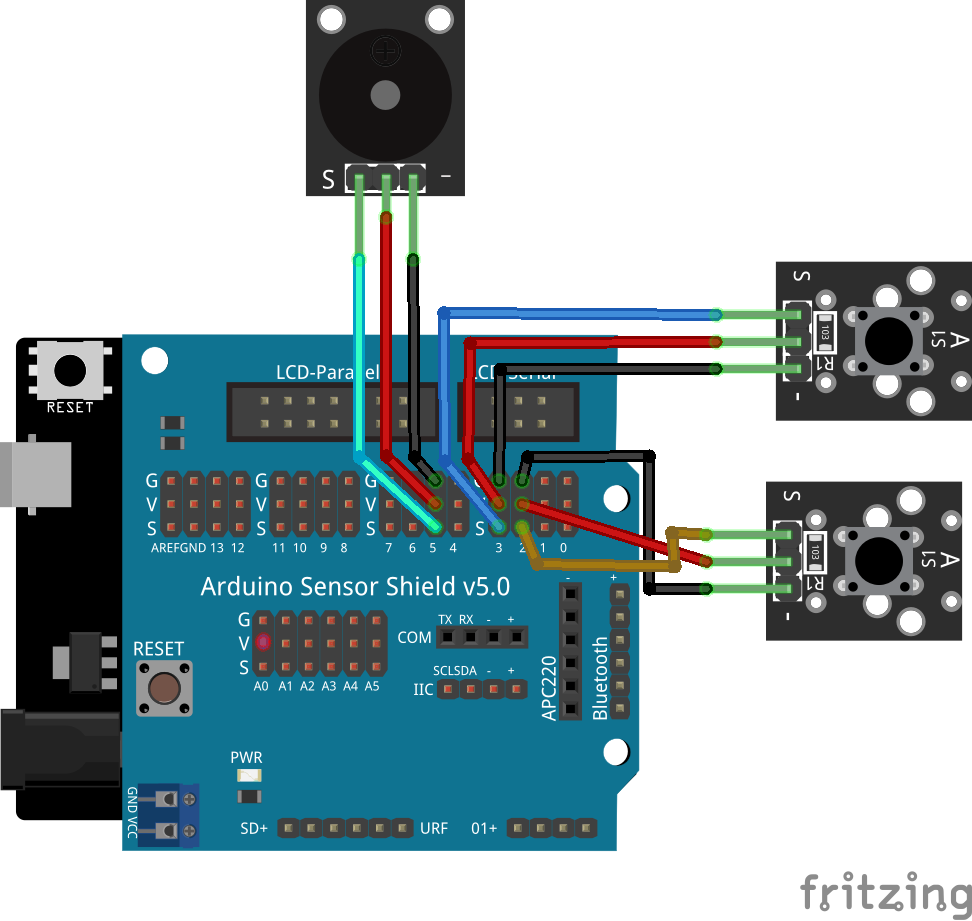 S -
S
A
S1
103
R1
-
RESET
LCD-Parallel LCD-Serial
G G G G
V V V
S S S S
AREF GND 13 12 11 10 9 8 7 6 5 4 3 2 1 0
S
A
S1
103
R1
-
Arduino Sensor Shield v5.0
- +
G
V
S
A0 A1 A2 A3 A4 A5
TX RX - +
COM
SCL SDA - +
IIC
APC220
Bluetooth
RESET
PWR
GND VCC
SD+ URF 01+
fritzing